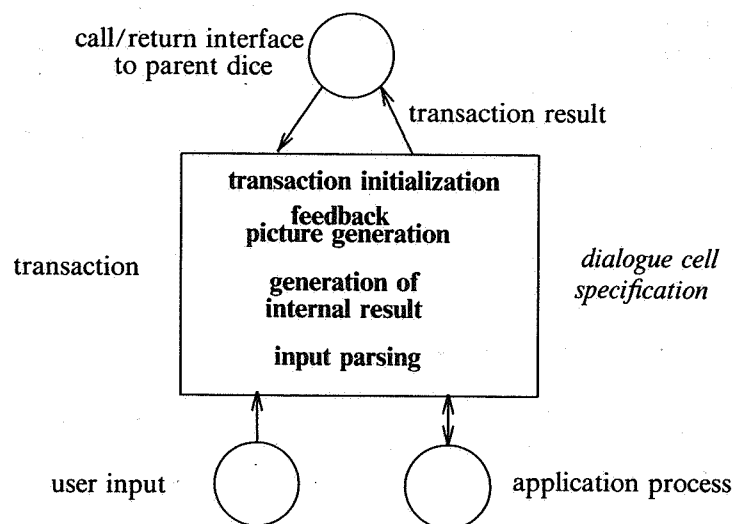 call/return interface
to parent dice
transaction result
transaction initialization
feedback
picture generation
transaction
generation of
internal result
dialogue cell
specification
input parsing
user input
application process